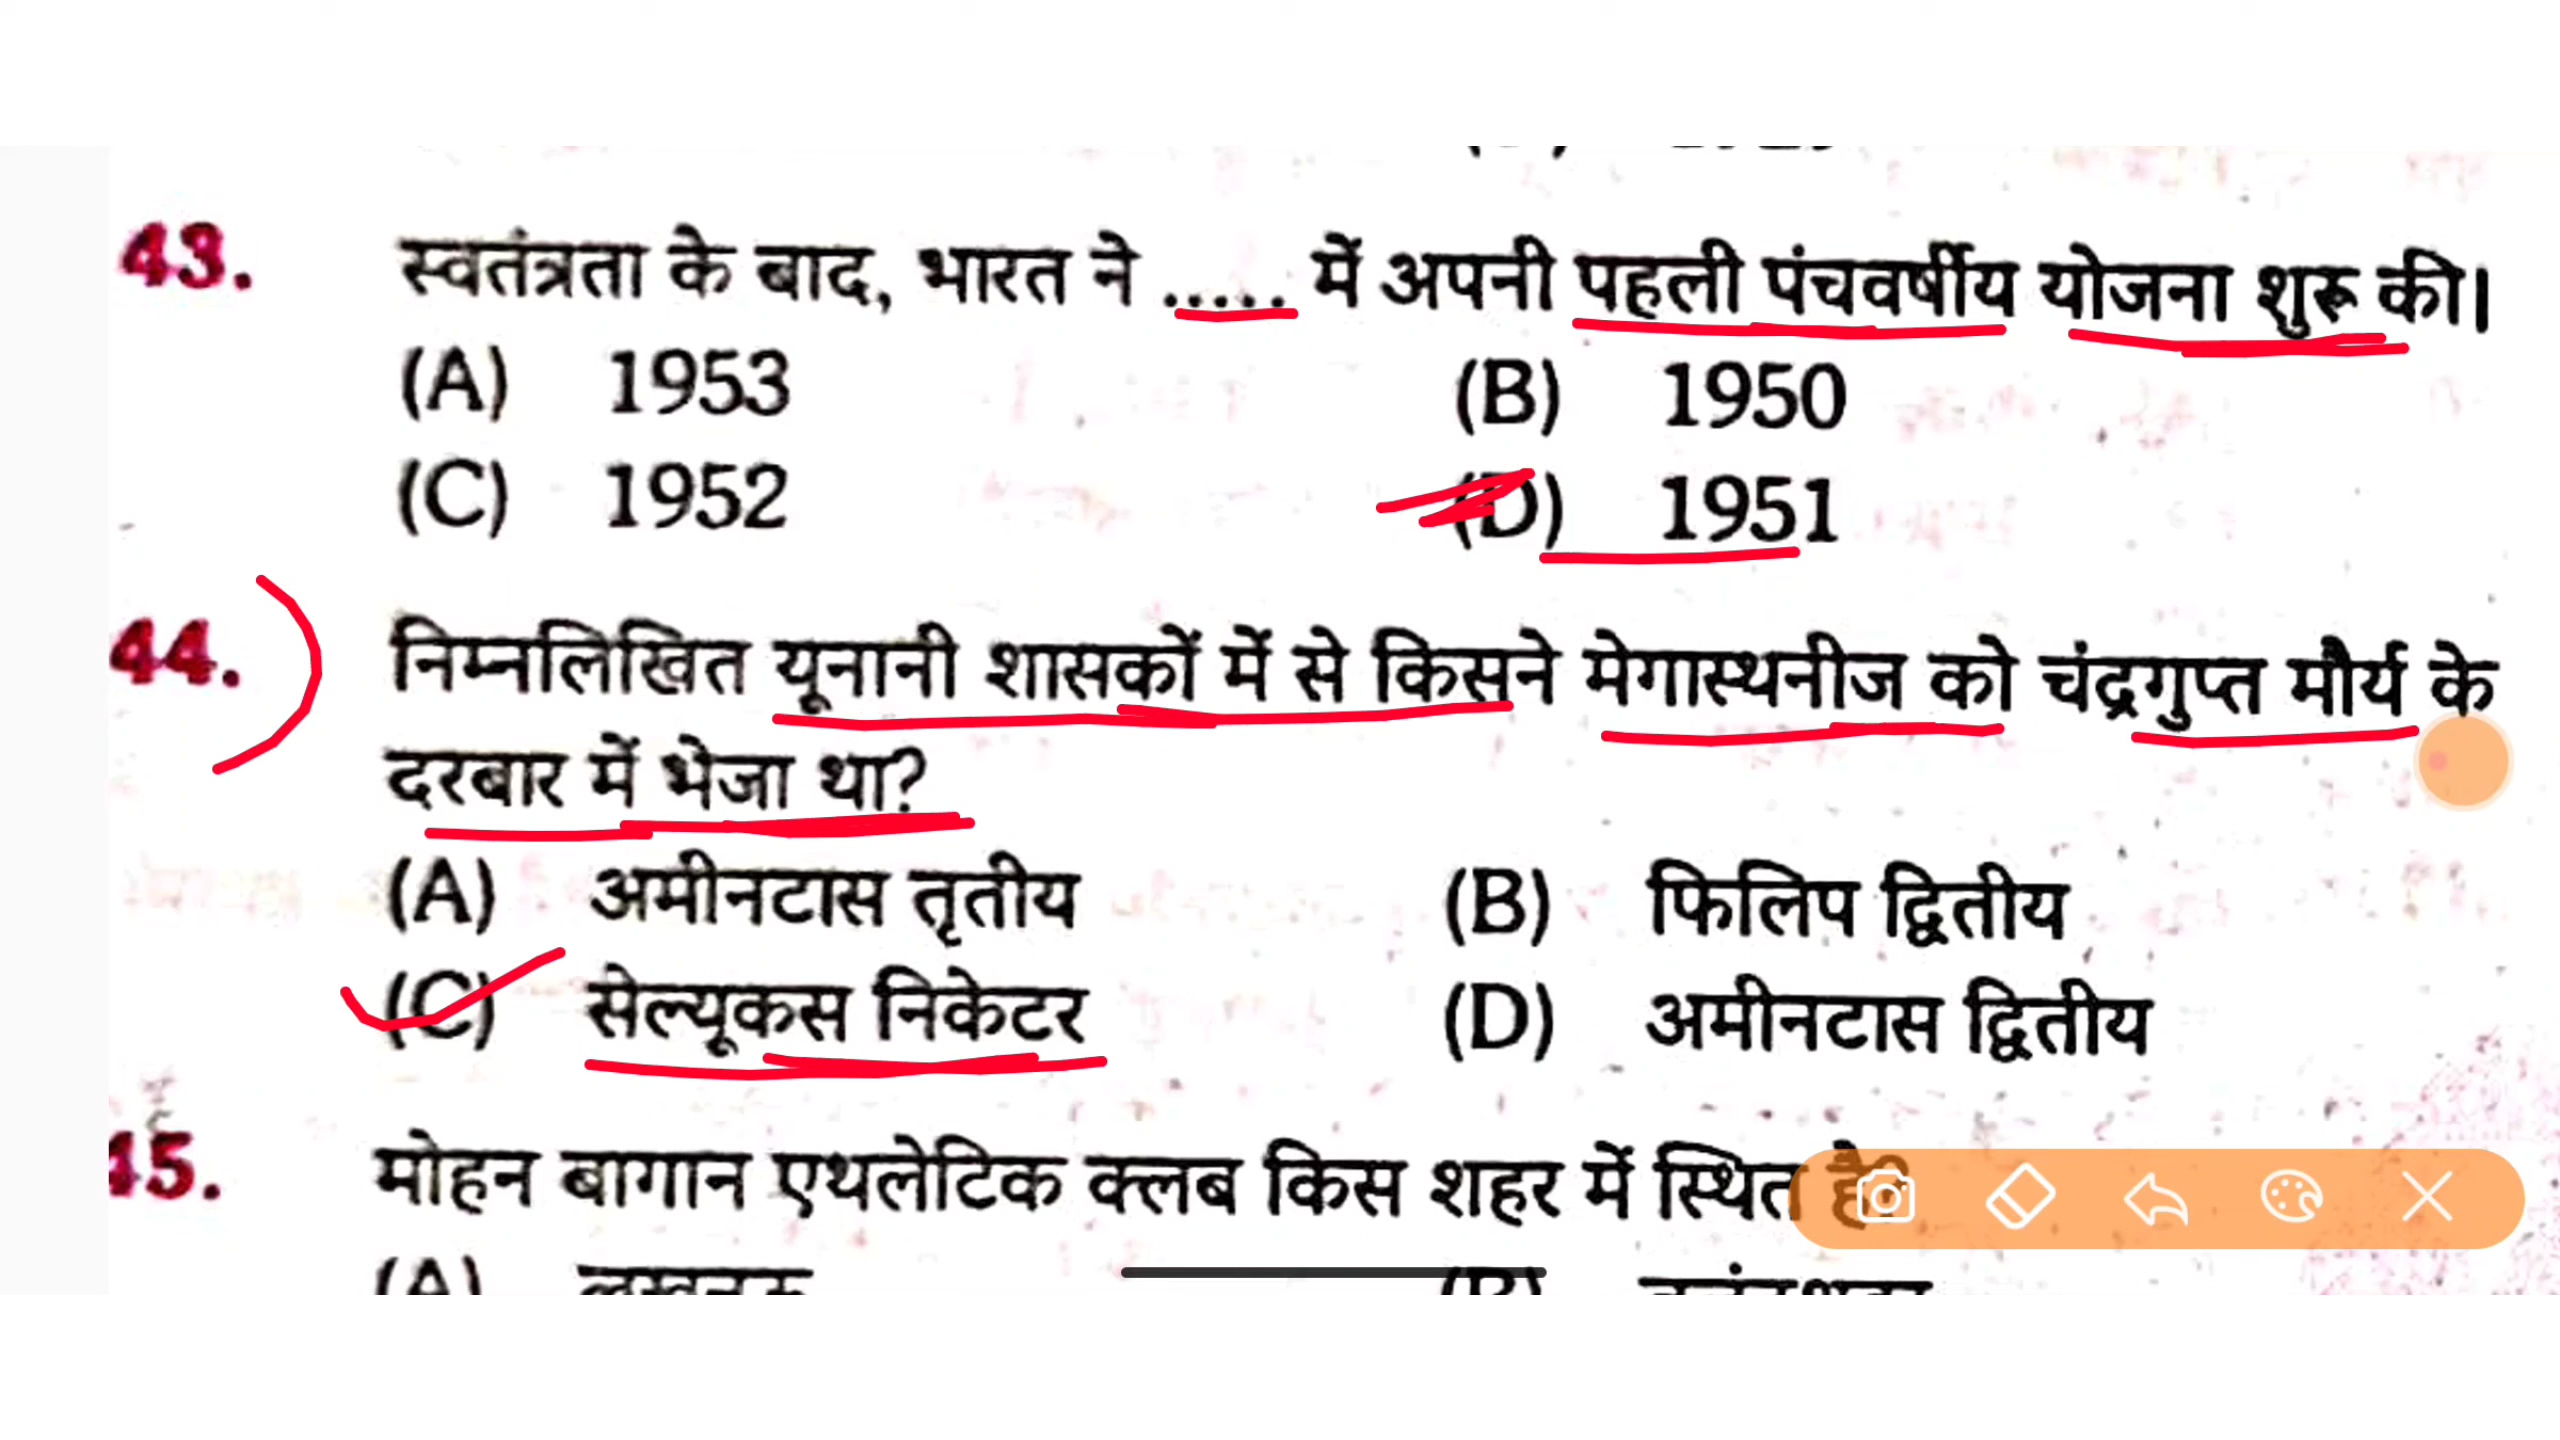 43. स्वतंत्रता के बाद, भारत ने ..... में अपनी पहली पंचवर्षीय योजना शुरू की।
(A) 1953 (B) 1950
(C) 1952 (D) 1951
44. निम्नलिखित यूनानी शासकों में से किसने मेगास्थनीज को चंद्रगुप्त मौर्य के
दरबार में भेजा था?
(A) अमीनटास तृतीय (B) फिलिप द्वितीय
(C) सेल्यूकस निकेटर (D) अमीनटास द्वितीय
45. मोहन बागान एथलेटिक क्लब किस शहर में स्थित है?
(A) (B)